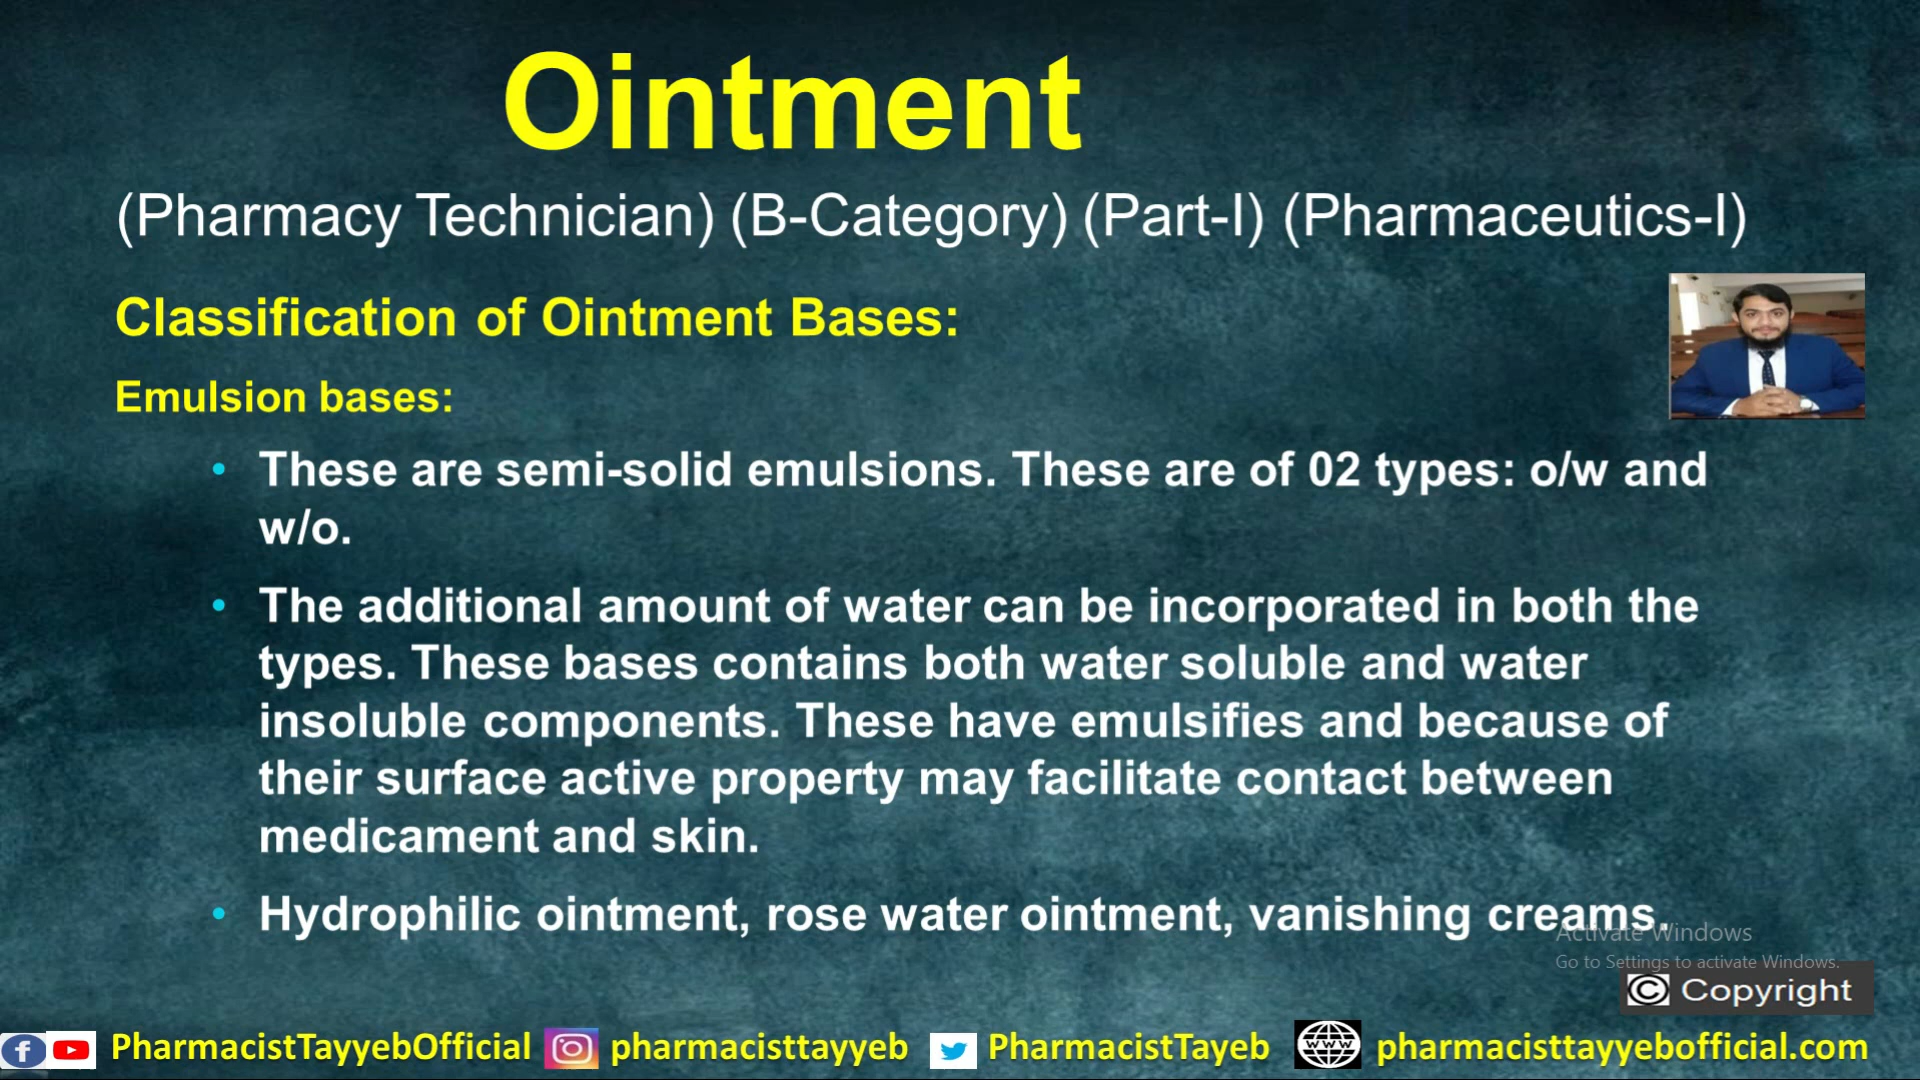 Ointment
(Pharmacy Technician) (B-Category) (Part-I) (Pharmaceutics-I)
Classification of Ointment Bases:
Emulsion bases:
• These are semi-solid emulsions. These are of 02 types: o/w and
w/o.
• The additional amount of water can be incorporated in both the
types. These bases contains both water soluble and water
insoluble components. These have emulsifies and because of
their surface active property may facilitate contact between
medicament and skin.
• Hydrophilic ointment, rose water ointment, vanishing creams.
Activate Windows
Go to Settings to activate Windows.
© Copyright
f PharmacistTayyebOfficial pharmacisttayyeb PharmacistTayeb WWW pharmacisttayyebofficial.com